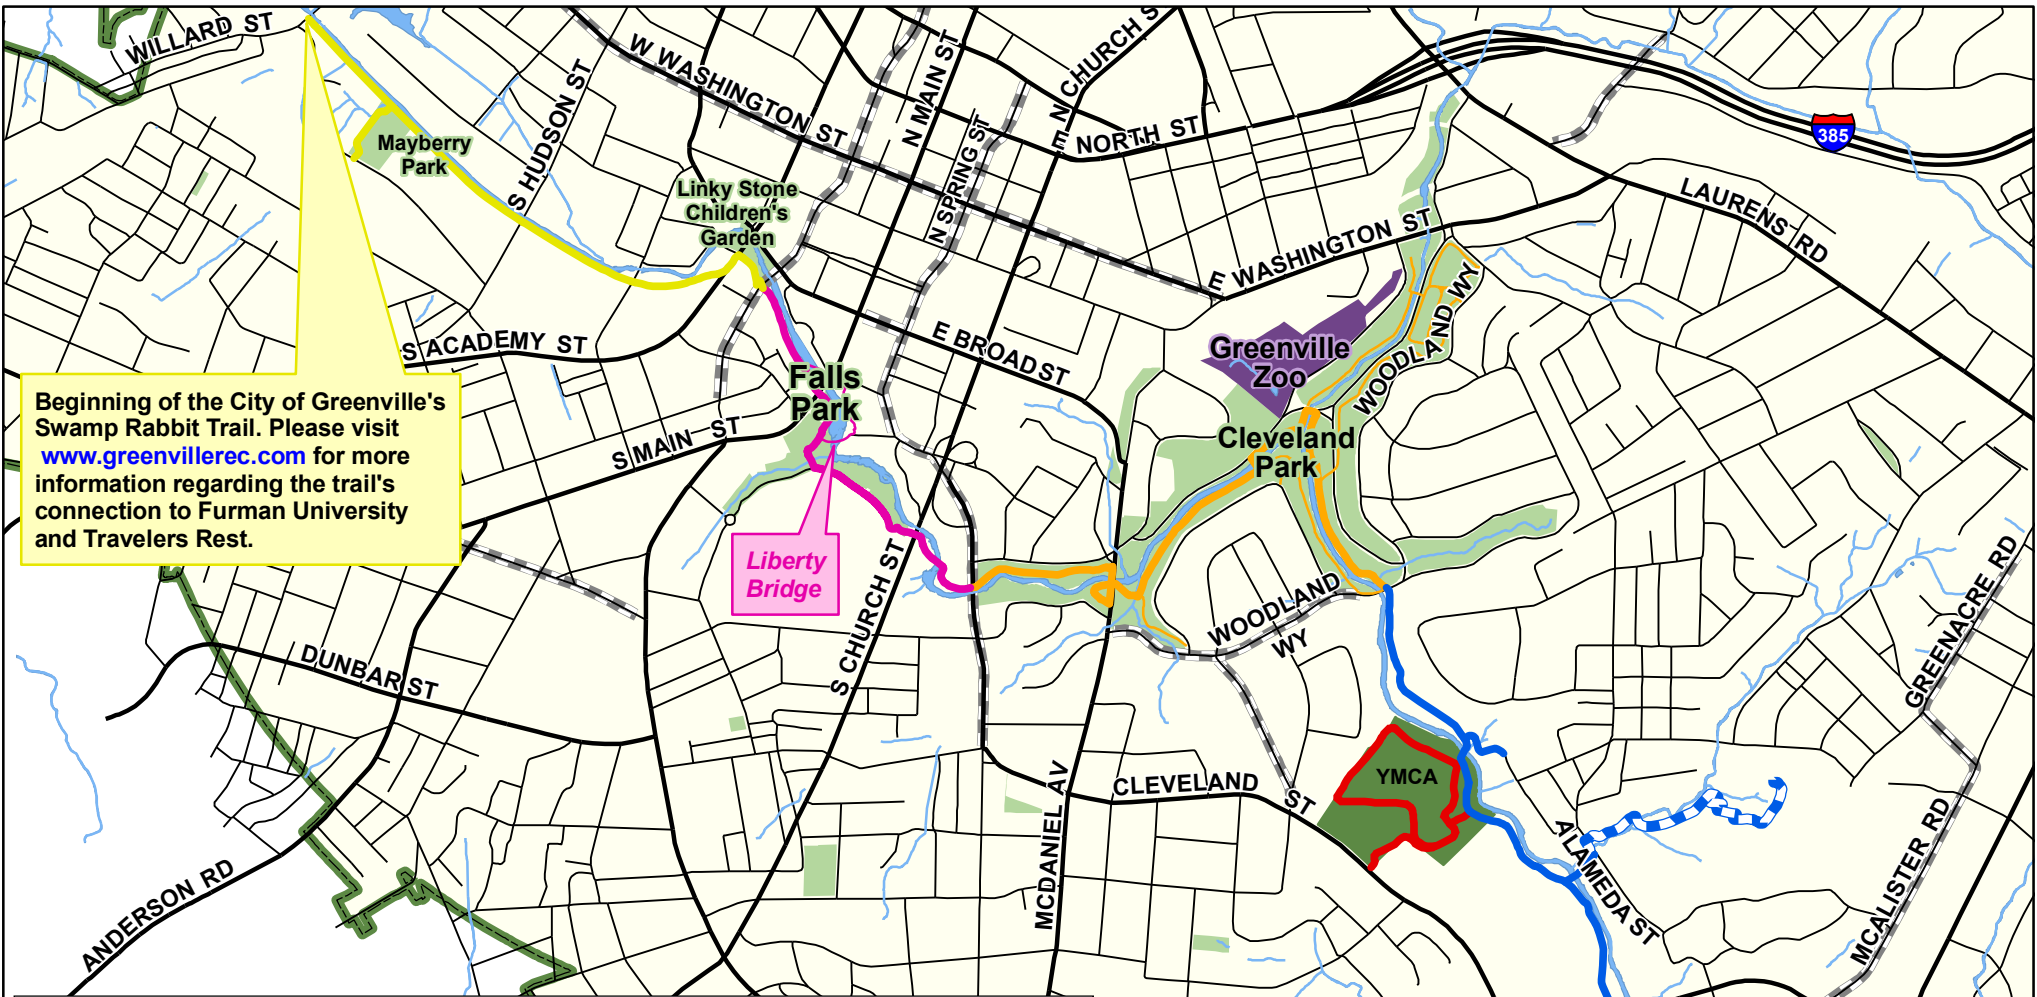 WILLARD ST
W WASHINGTON ST
S HUDSON ST
N MAIN ST
N SPRING ST
E N CHURCH S
E NORTH ST
385
LAURENS RD
Mayberry
Park
Linky Stone
Children's
Garden
E WASHINGTON ST
WOODLAND WY
Greenville
Zoo
S ACADEMY ST
E BROAD ST
Falls
Park
S MAIN ST
Cleveland
Park
Beginning of the City of Greenville's
Swamp Rabbit Trail. Please visit
www.greenvillerec.com for more
information regarding the trail's
connection to Furman University
and Travelers Rest.
Liberty
Bridge
S CHURCH ST
WOODLAND
WY
GREENACRE RD
DUNBAR ST
YMCA
CLEVELAND ST
MCDANIEL AV
ALAMEDA ST
MCALISTER RD
ANDERSON RD